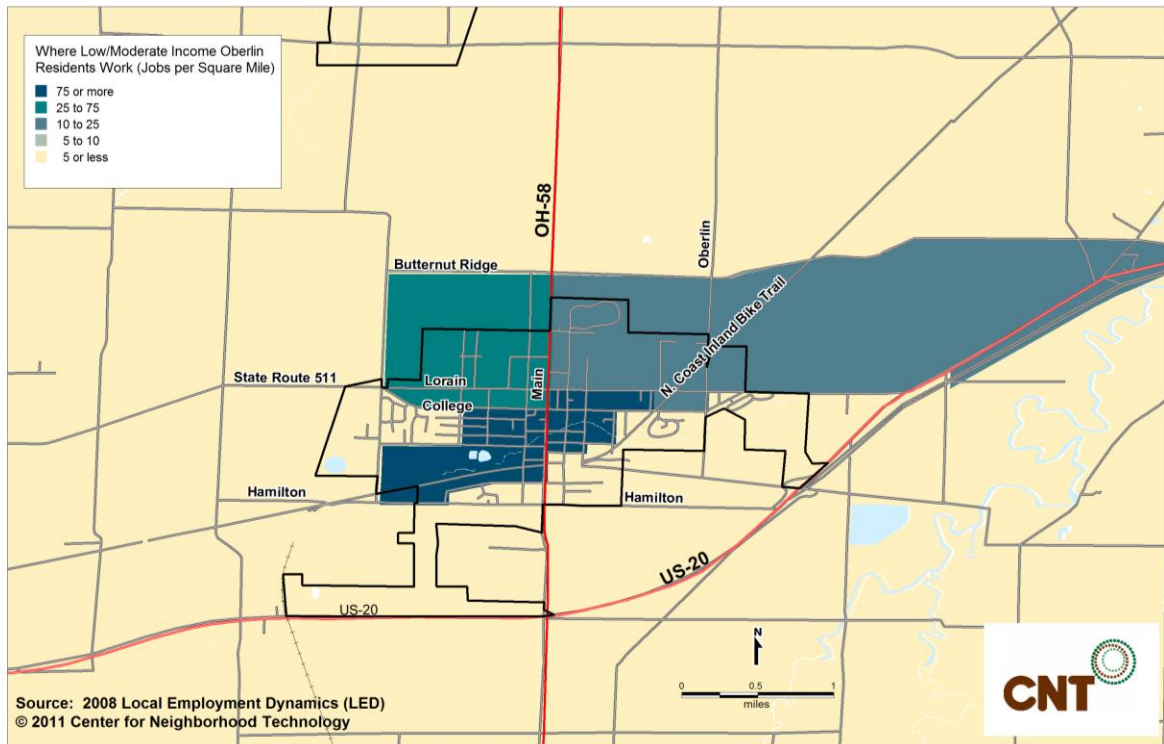 Where Low/Moderate Income Oberlin
Residents Work (Jobs per Square Mile)
75 or more
25 to 75
10 to 25
5 to 10
5 or less
OH-58
Oberlin
Butternut Ridge
N. Coast Inland Bike Trail
State Route 511
Lorain
Main
College
Hamilton
Hamilton
US-20
US-20
N
0 0.5 1
miles
CNT
Source: 2008 Local Employment Dynamics (LED)
© 2011 Center for Neighborhood Technology